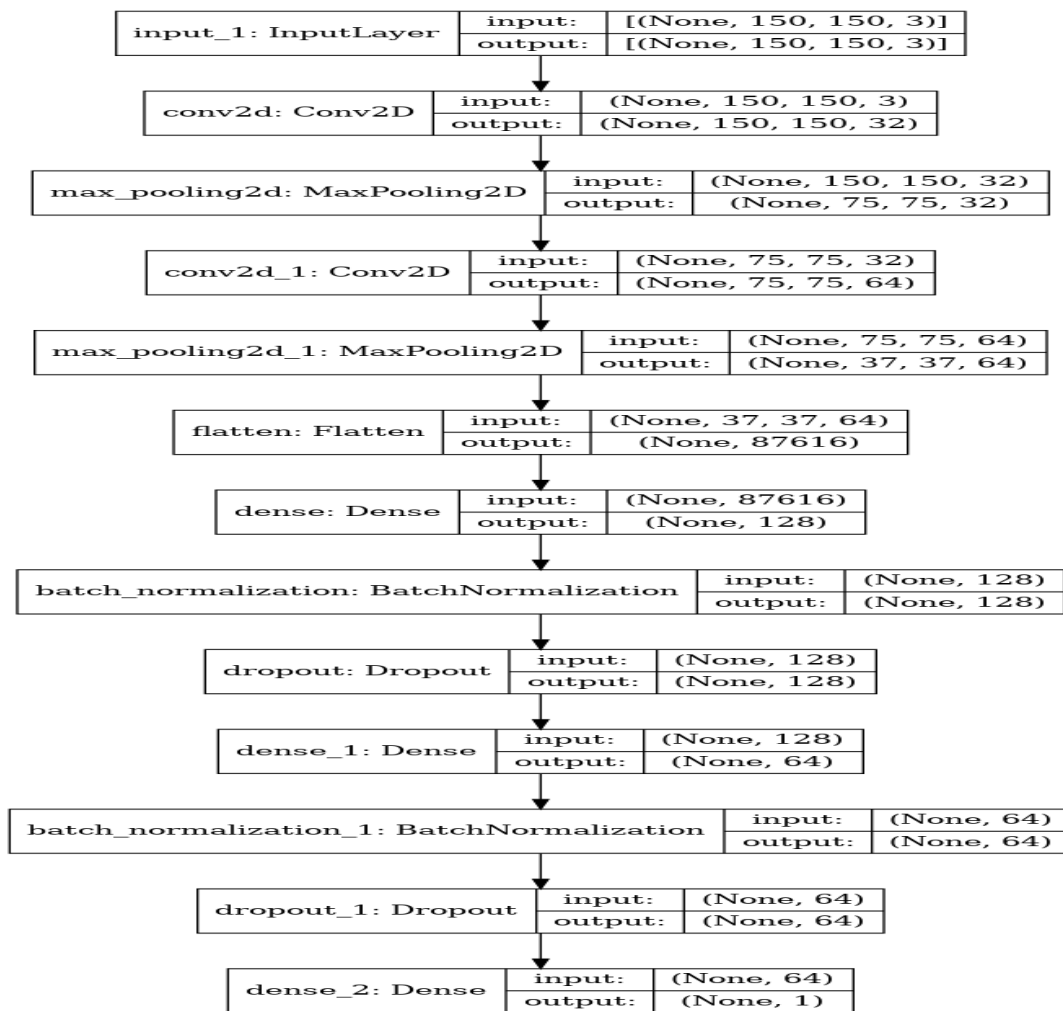 input_1: InputLayer
input: [(None, 150, 150, 3)]
output: [(None, 150, 150, 3)]
conv2d: Conv2D
input: (None, 150, 150, 3)
output: (None, 150, 150, 32)
max_pooling2d: MaxPooling2D
input: (None, 150, 150, 32)
output: (None, 75, 75, 32)
conv2d_1: Conv2D
input: (None, 75, 75, 32)
output: (None, 75, 75, 64)
max_pooling2d_1: MaxPooling2D
input: (None, 75, 75, 64)
output: (None, 37, 37, 64)
flatten: Flatten
input: (None, 37, 37, 64)
output: (None, 87616)
dense: Dense
input: (None, 87616)
output: (None, 128)
batch_normalization: BatchNormalization
input: (None, 128)
output: (None, 128)
dropout: Dropout
input: (None, 128)
output: (None, 128)
dense_1: Dense
input: (None, 128)
output: (None, 64)
batch_normalization_1: BatchNormalization
input: (None, 64)
output: (None, 64)
dropout_1: Dropout
input: (None, 64)
output: (None, 64)
dense_2: Dense
input: (None, 64)
output: (None, 1)